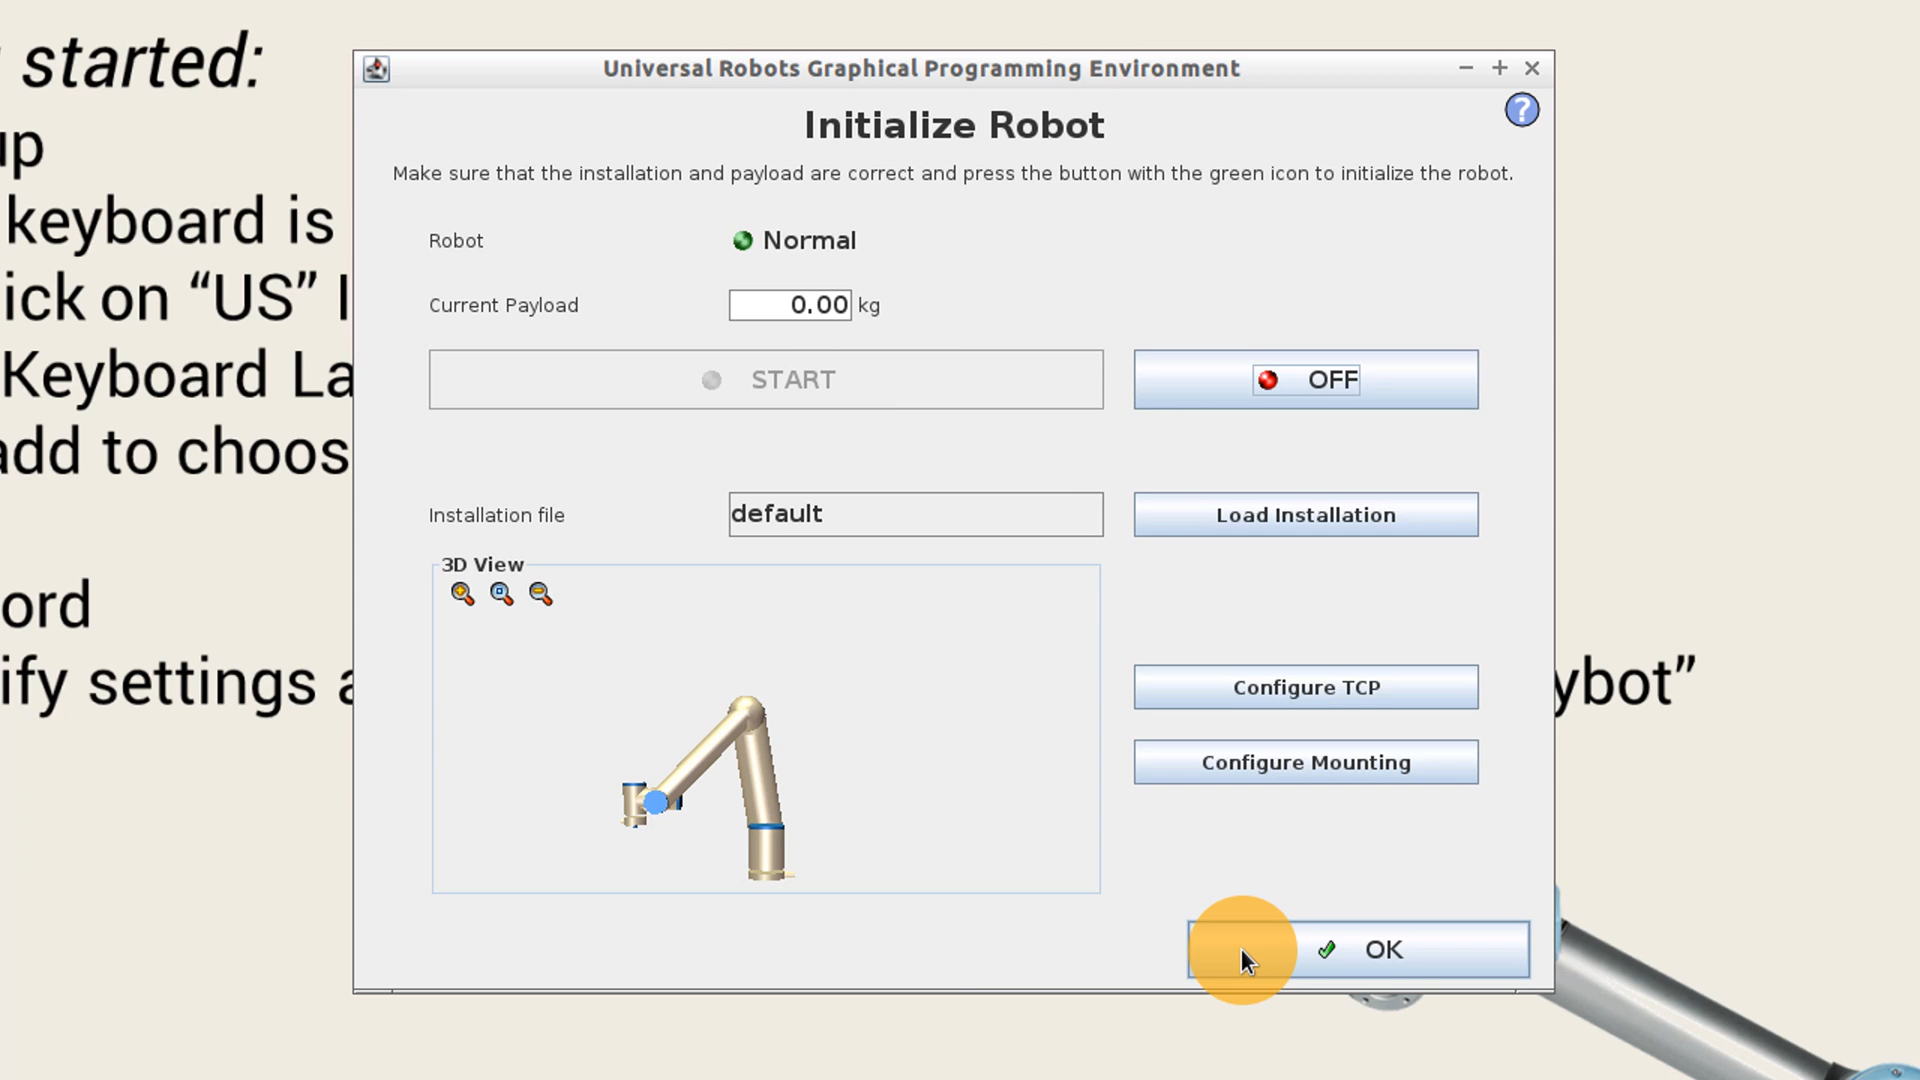 started:
Universal Robots Graphical Programming Environment
Initialize Robot
up
Make sure that the installation and payload are correct and press the button with the green icon to initialize the robot.
keyboard is
Robot
Normal
ick on “US” I
Current Payload
0.00 kg
Keyboard La
START
OFF
add to choos
Installation file
default
Load Installation
3D View
ord
ify settings a
Configure TCP
ybot”
Configure Mounting
OK